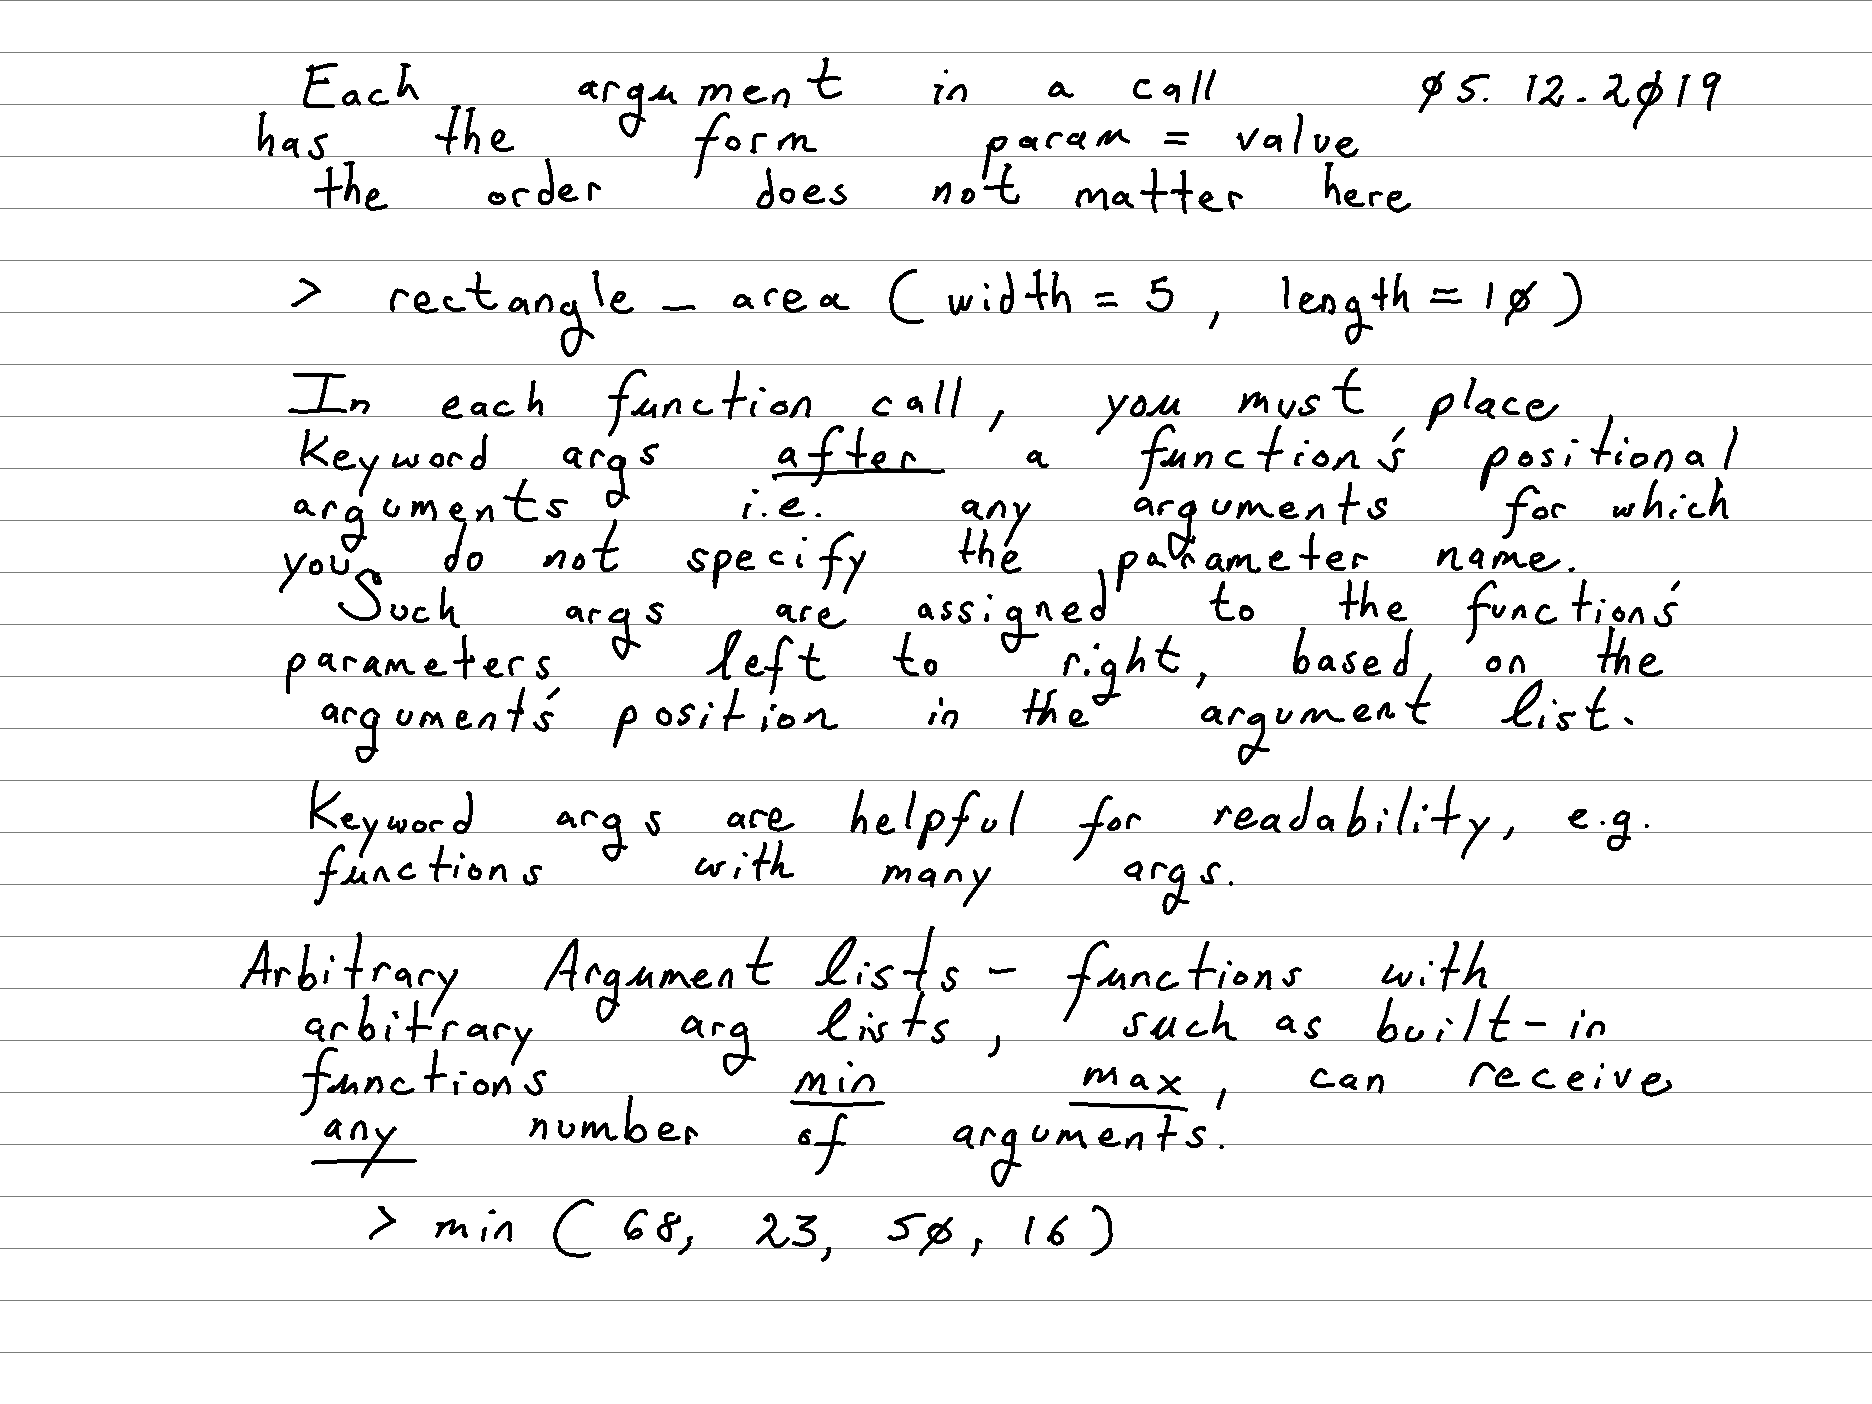 Each argument in a call 05.12.2019
has the form param = value
the order does not matter here
> rectangle_area (width = 5, length = 10)
In each function call, you must place
keyword args after a function's positional
arguments i.e. any arguments for which
you do not specify the parameter name.
Such args are assigned to the function's
parameters left to right, based on the
argument's position in the argument list.
Keyword args are helpful for readability, e.g.
functions with many args.
Arbitrary Argument lists - functions with
arbitrary arg lists, such as built-in
functions min max, can receive
any number of arguments.
> min (68, 23, 50, 16)